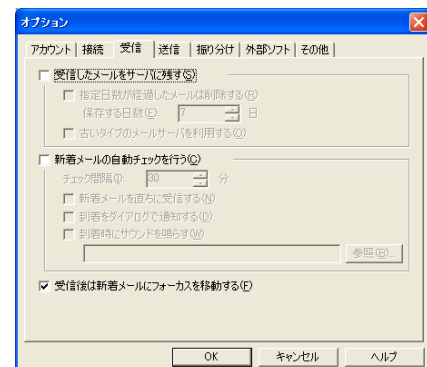 オプション
アカウント 接続 受信 送信 振り分け 外部ソフト その他
受信したメールをサーバに残す(S)
指定日数が経過したメールは削除する(R)
保存する日数(E): 7 日
古いタイプのメールサーバを利用する(O)
新着メールの自動チェックを行う(C)
チェック間隔(I): 30 分
新着メールを直ちに受信する(N)
到着をダイアログで通知する(D)
到着時にサウンドを鳴らす(W)
参照(B)...
受信後は新着メールにフォーカスを移動する(F)
OK キャンセル ヘルプ